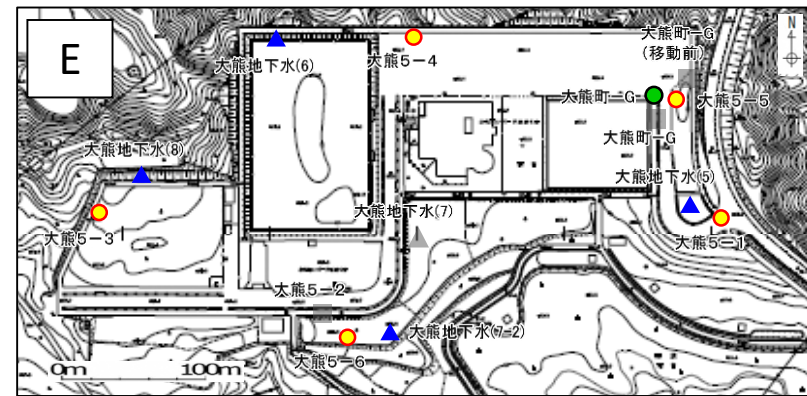 E
N
大熊町-G
(移動前)
大熊地下水(6)
大熊5-4
大熊町-G
大熊5-5
大熊町-G
大熊地下水(8)
大熊地下水(5)
大熊地下水(7)
大熊5-3
大熊5-1
大熊5-2
大熊地下水(7-2)
大熊5-6
0m
100m